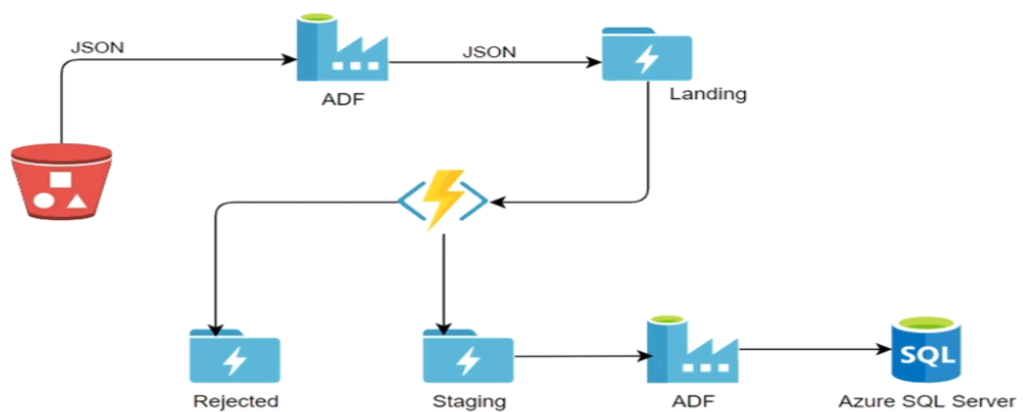 JSON
JSON
ADF
Landing
SQL
Rejected
Staging
ADF
Azure SQL Server